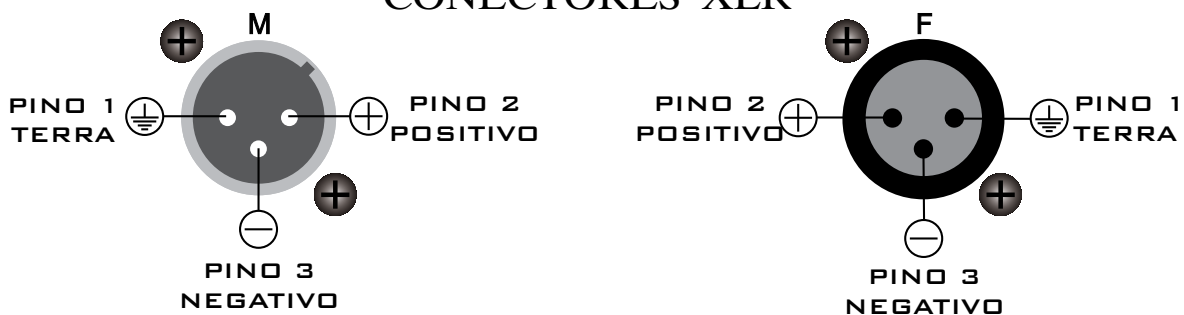 CONECTORES XLR
M
F
PINO 1
TERRA
PINO 2
POSITIVO
PINO 3
NEGATIVO
PINO 2
POSITIVO
PINO 1
TERRA
PINO 3
NEGATIVO